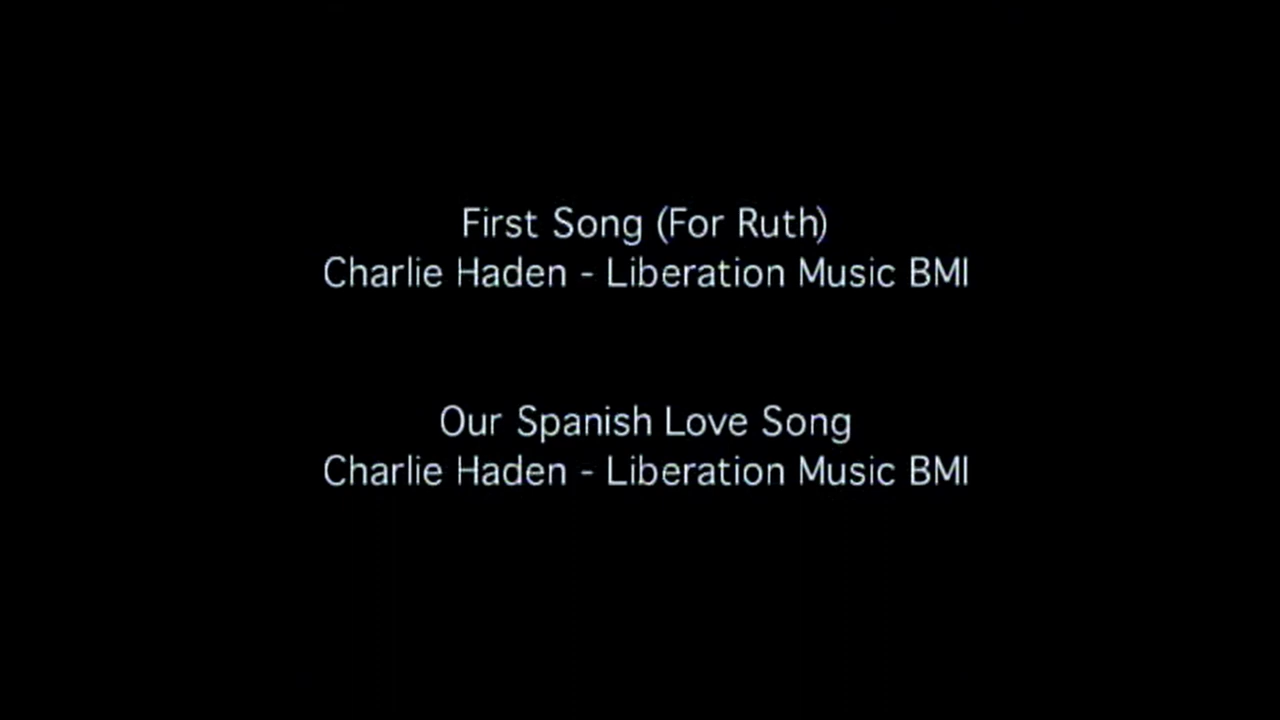 First Song (For Ruth)
Charlie Haden - Liberation Music BMI
Our Spanish Love Song
Charlie Haden - Liberation Music BMI